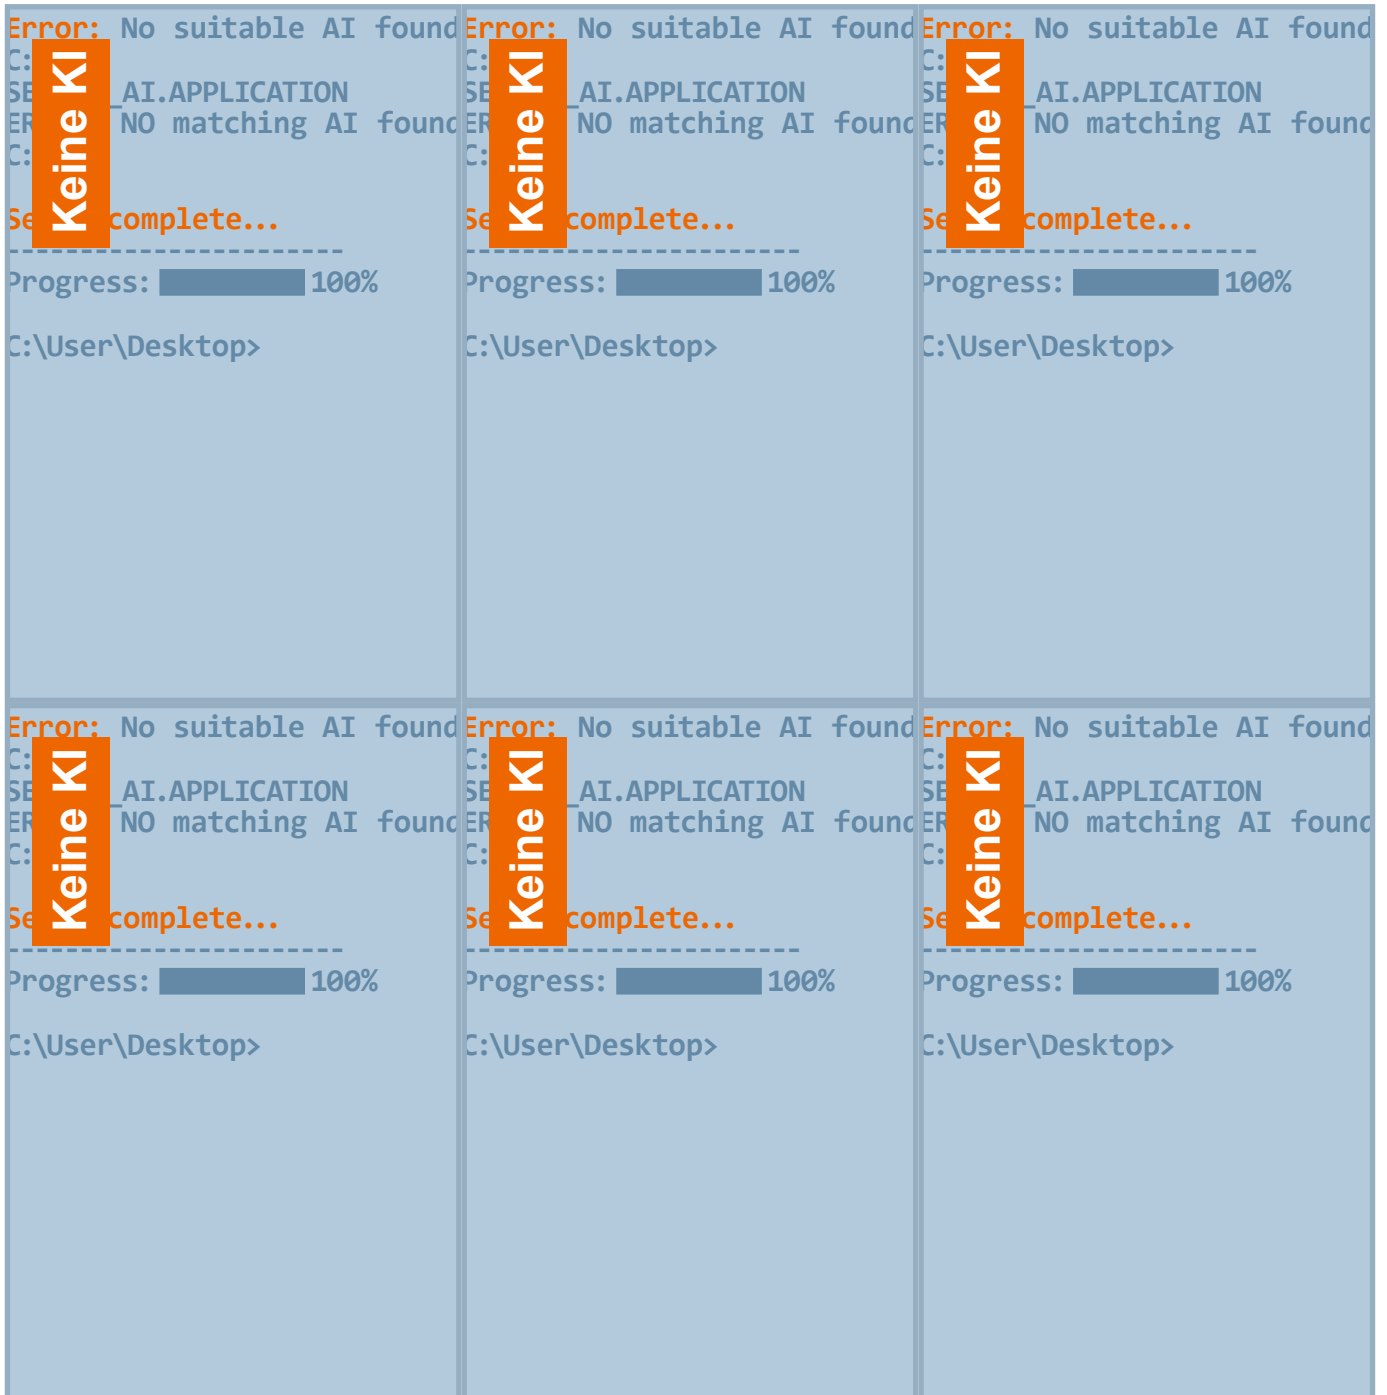 Error: No suitable AI found
C:
SE _AI.APPLICATION
ER NO matching AI found
C:
Keine KI
Se complete...
----------------------
Progress: 100%
C:\User\Desktop>
Error: No suitable AI found
C:
SE _AI.APPLICATION
ER NO matching AI found
C:
Keine KI
Se complete...
----------------------
Progress: 100%
C:\User\Desktop>
Error: No suitable AI found
C:
SE _AI.APPLICATION
ER NO matching AI found
C:
Keine KI
Se complete...
----------------------
Progress: 100%
C:\User\Desktop>
Error: No suitable AI found
C:
SE _AI.APPLICATION
ER NO matching AI found
C:
Keine KI
Se complete...
----------------------
Progress: 100%
C:\User\Desktop>
Error: No suitable AI found
C:
SE _AI.APPLICATION
ER NO matching AI found
C:
Keine KI
Se complete...
----------------------
Progress: 100%
C:\User\Desktop>
Error: No suitable AI found
C:
SE _AI.APPLICATION
ER NO matching AI found
C:
Keine KI
Se complete...
----------------------
Progress: 100%
C:\User\Desktop>